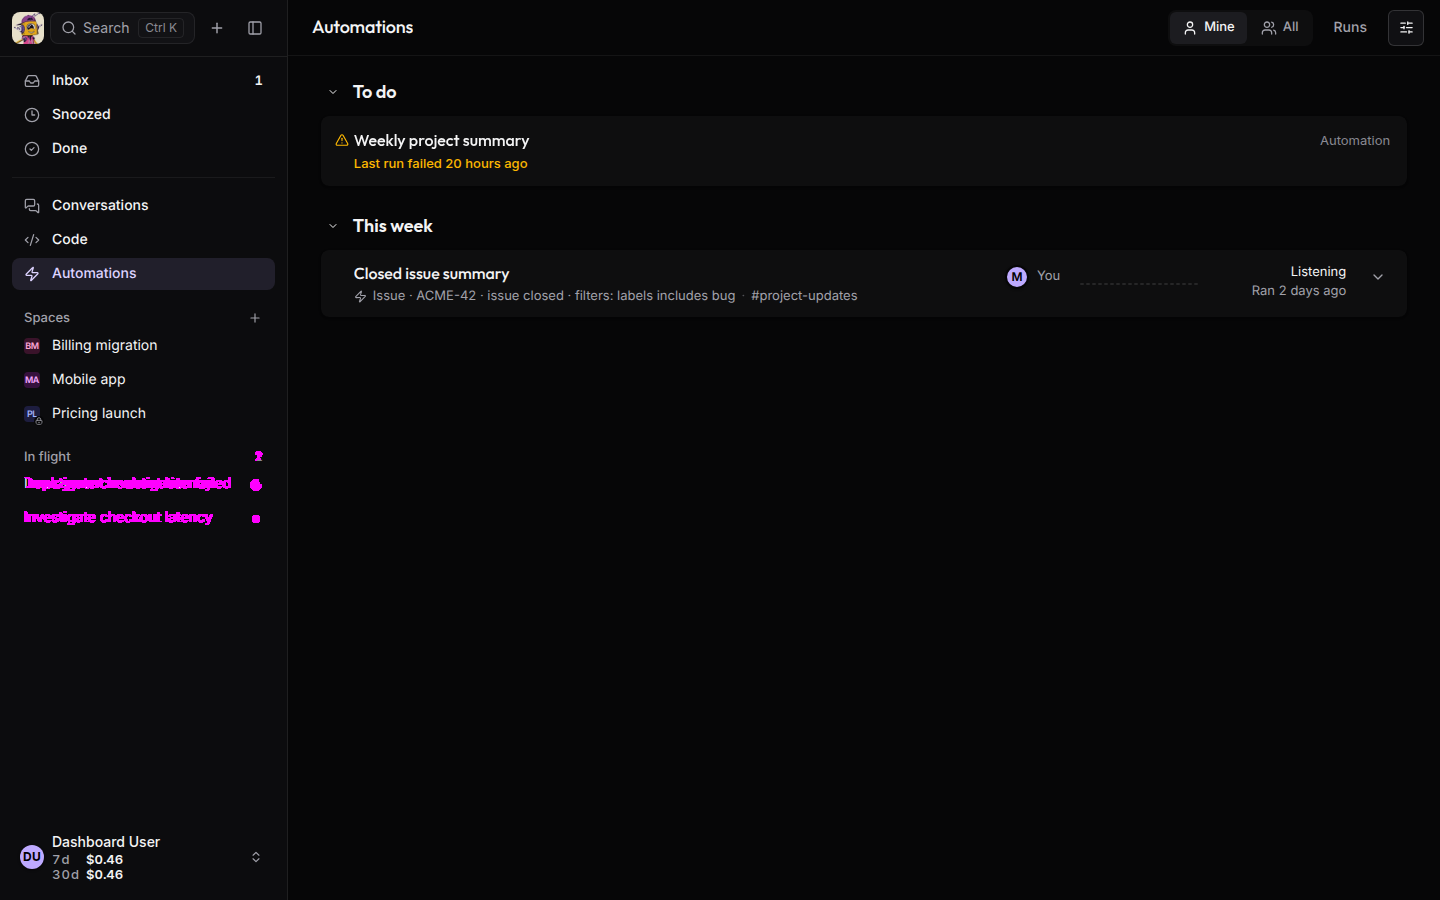 Search Ctrl K
Inbox 1
Snoozed
Done
Conversations
Code
Automations
Spaces
BM Billing migration
MA Mobile app
PL Pricing launch
In flight
Investigate checkout latency
DU Dashboard User
7d $0.46
30d $0.46
Automations
Mine All Runs
To do
Weekly project summary Automation
Last run failed 20 hours ago
This week
Closed issue summary
Issue · ACME-42 · issue closed · filters: labels includes bug · #project-updates
M You
Listening
Ran 2 days ago